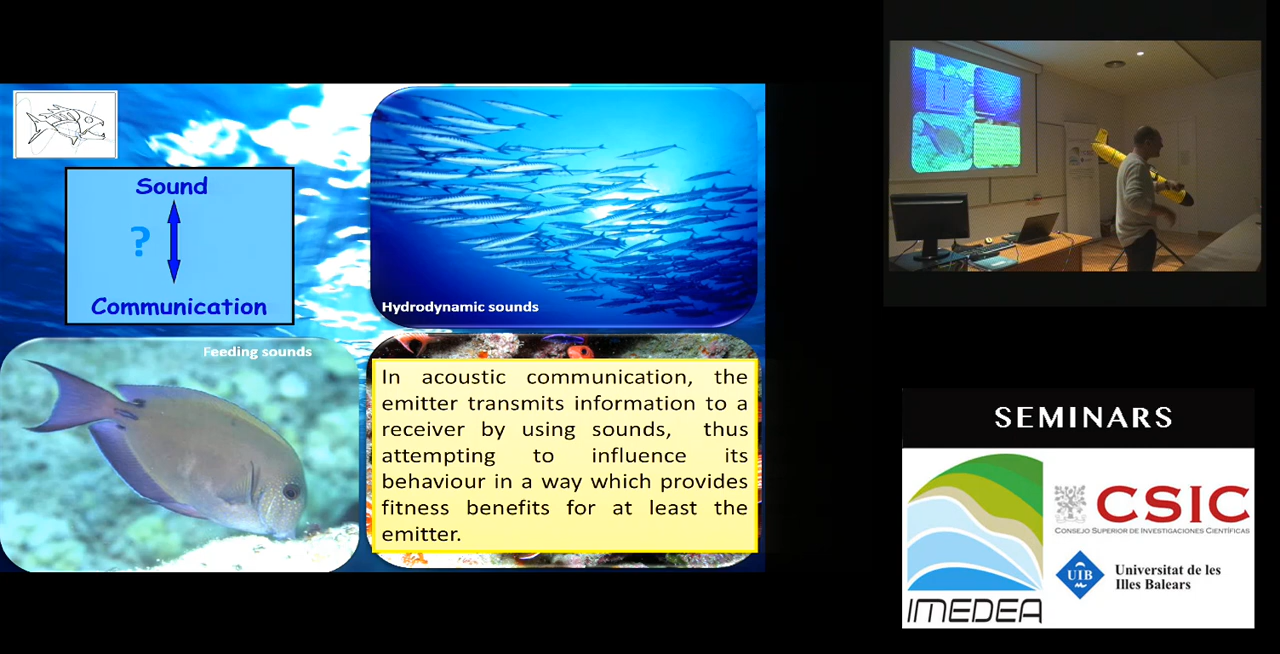 Sound
?
Communication
Hydrodynamic sounds
Feeding sounds
In acoustic communication, the
emitter transmits information to a
receiver by using sounds, thus
attempting to influence its
behaviour in a way which provides
fitness benefits for at least the
emitter.
SEMINARS
CSIC
CONSEJO SUPERIOR DE INVESTIGACIONES CIENTÍFICAS
UIB
Universitat de les
Illes Balears
IMEDEA